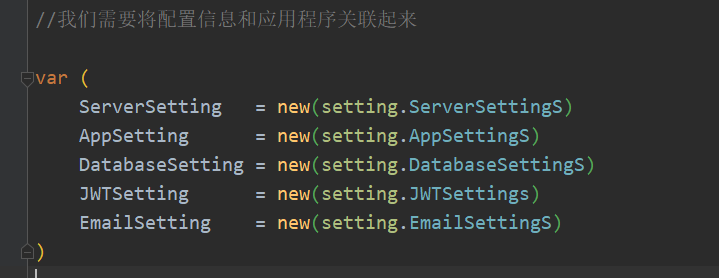 //我们需要将配置信息和应用程序关联起来
var (
ServerSetting = new(setting.ServerSettingS)
AppSetting = new(setting.AppSettingS)
DatabaseSetting = new(setting.DatabaseSettingS)
JWTSetting = new(setting.JWTSettings)
EmailSetting = new(setting.EmailSettingS)
)